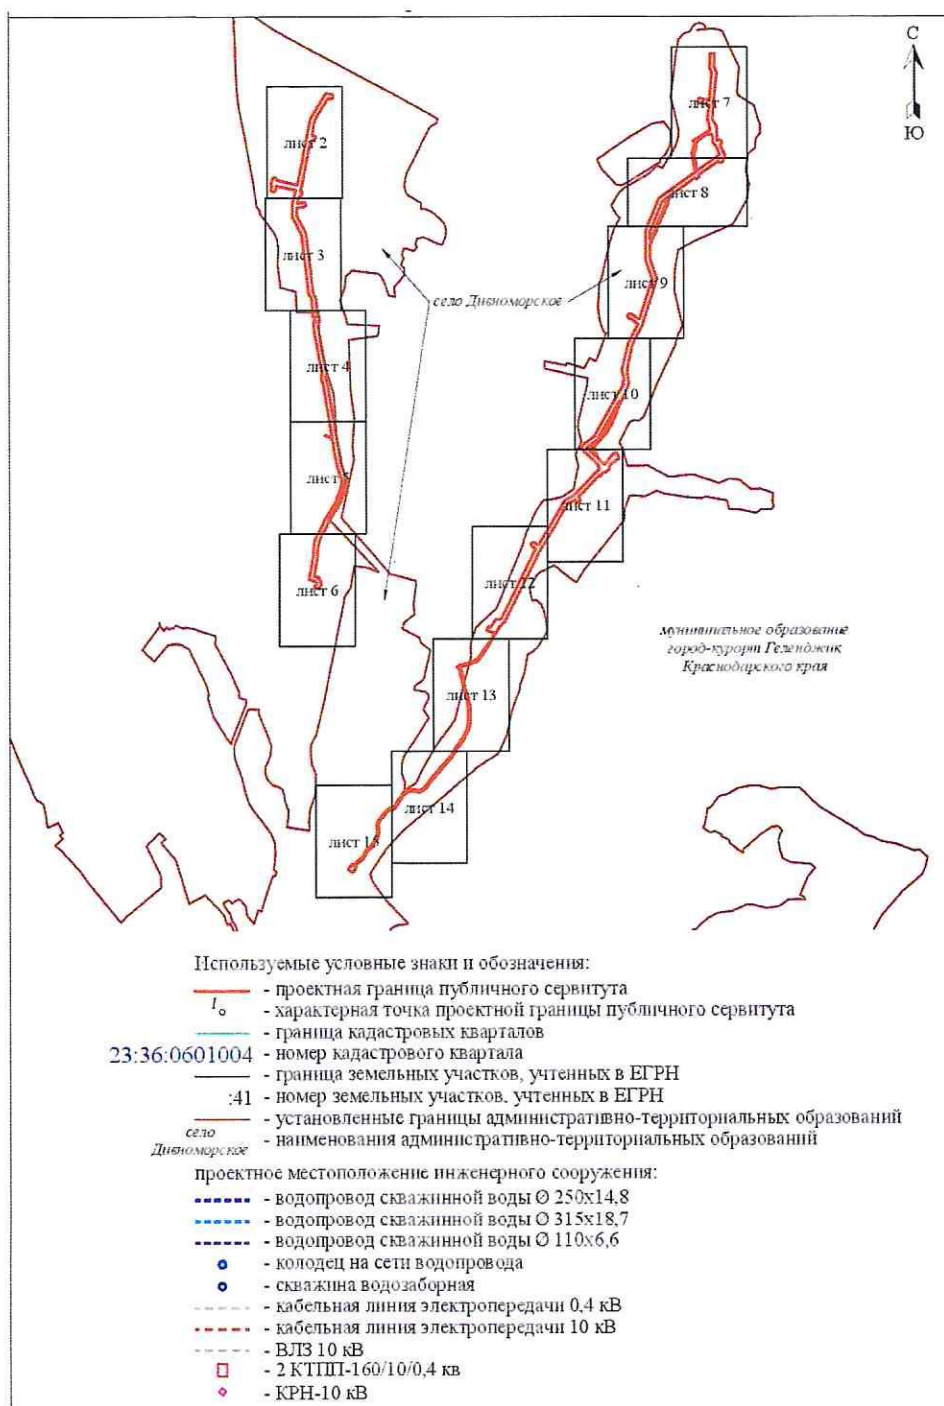 С
Ю
лист 7
лист 2
лист 8
лист 3
лист 9
село Дивноморское
лист 4
лист 10
лист 5
лист 11
лист 6
лист 12
муниципальное образование
город-курорт Геленджик
Краснодарского края
лист 13
лист 14
лист 15
Используемые условные знаки и обозначения:
- проектная граница публичного сервитута
1 - характерная точка проектной границы публичного сервитута
- граница кадастровых кварталов
23:36:0601004 - номер кадастрового квартала
- граница земельных участков, учтенных в ЕГРН
:41 - номер земельных участков, учтенных в ЕГРН
- установленные границы административно-территориальных образований
село
Дивноморское - наименования административно-территориальных образований
проектное местоположение инженерного сооружения:
- водопровод скважинной воды Ø 250х14,8
- водопровод скважинной воды Ø 315х18,7
- водопровод скважинной воды Ø 110х6,6
- колодец на сети водопровода
- скважина водозаборная
- кабельная линия электропередачи 0,4 кВ
- кабельная линия электропередачи 10 кВ
- ВЛЗ 10 кВ
- 2 КТПП-160/10/0,4 кв
- КРН-10 кВ